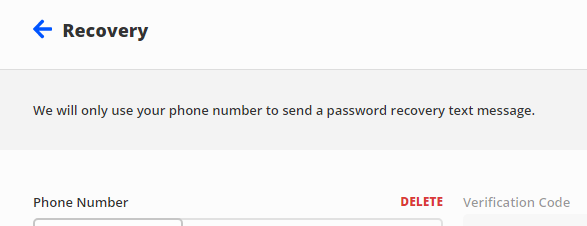 Recovery
We will only use your phone number to send a password recovery text message.
Phone Number DELETE Verification Code